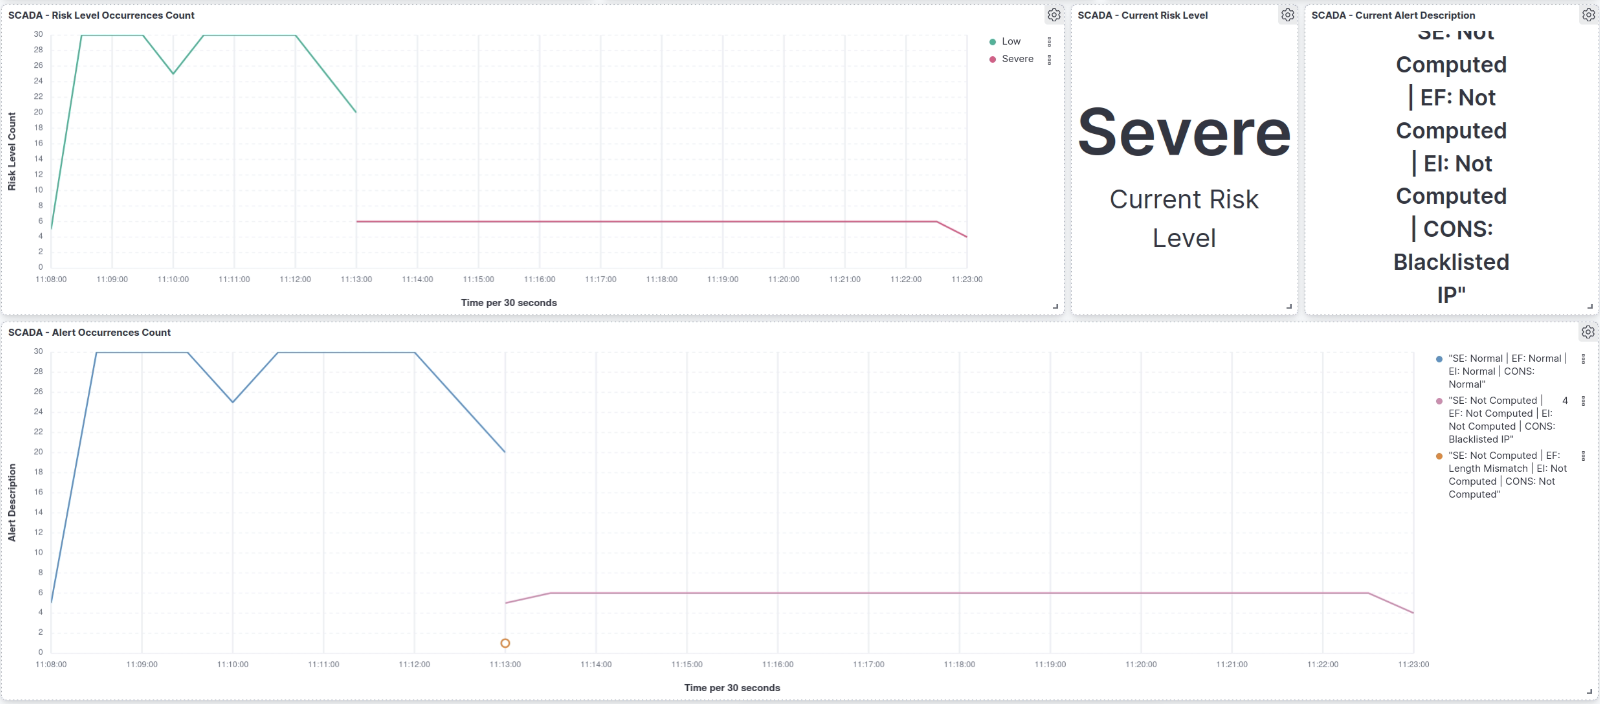 SCADA - Risk Level Occurrences Count
30
28
26
24
22
20
18
16
14
12
10
8
6
4
2
0
Risk Level Count
11:08:00 11:09:00 11:10:00 11:11:00 11:12:00 11:13:00 11:14:00 11:15:00 11:16:00 11:17:00 11:18:00 11:19:00 11:20:00 11:21:00 11:22:00 11:23:00
Time per 30 seconds
Low
Severe
SCADA - Current Risk Level
Severe
Current Risk
Level
SCADA - Current Alert Description
SE: Not
Computed
| EF: Not
Computed
| EI: Not
Computed
| CONS:
Blacklisted
IP"
SCADA - Alert Occurrences Count
30
28
26
24
22
20
18
16
14
12
10
8
6
4
2
0
Alert Description
11:08:00 11:09:00 11:10:00 11:11:00 11:12:00 11:13:00 11:14:00 11:15:00 11:16:00 11:17:00 11:18:00 11:19:00 11:20:00 11:21:00 11:22:00 11:23:00
Time per 30 seconds
"SE: Normal | EF: Normal |
EI: Normal | CONS:
Normal"
"SE: Not Computed | 4
EF: Not Computed | EI:
Not Computed | CONS:
Blacklisted IP"
"SE: Not Computed | EF:
Length Mismatch | EI: Not
Computed | CONS: Not
Computed"